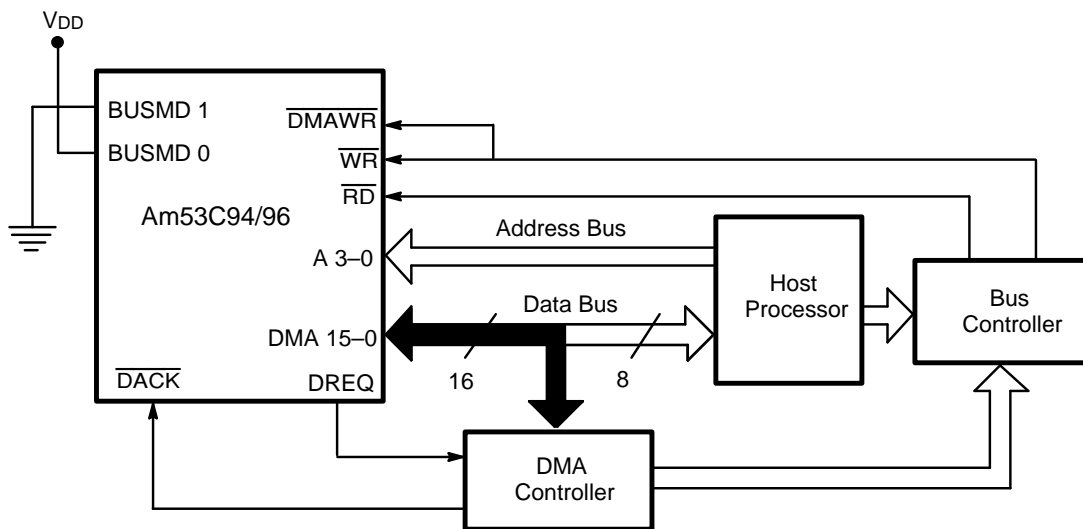 VDD
BUSMD 1
BUSMD 0
Am53C94/96
DMAWR
WR
RD
A 3–0
DMA 15–0
DACK
DREQ
Address Bus
Data Bus
16
8
Host
Processor
Bus
Controller
DMA
Controller